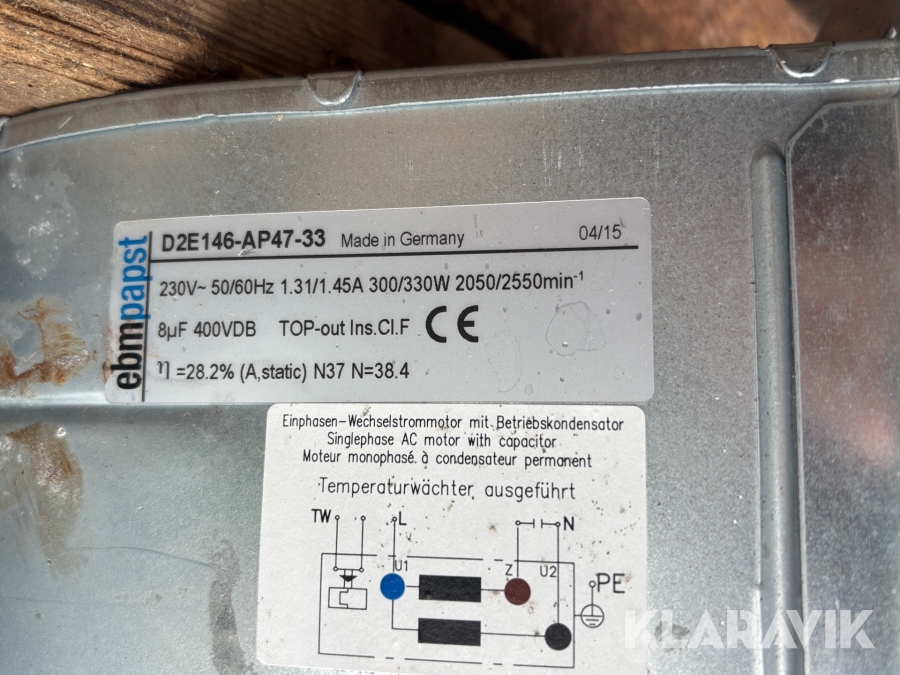 ebmpapst
D2E146-AP47-33 Made in Germany 04/15
230V~ 50/60Hz 1.31/1.45A 300/330W 2050/2550min⁻¹
8µF 400VDB TOP-out Ins.Cl.F CE
η =28.2% (A,static) N37 N=38.4
Einphasen-Wechselstrommotor mit Betriebskondensator
Singlephase AC motor with capacitor
Moteur monophasé à condensateur permanent
Temperaturwächter ausgeführt
TW L N
U1 Z U2
PE
KLARAVIK